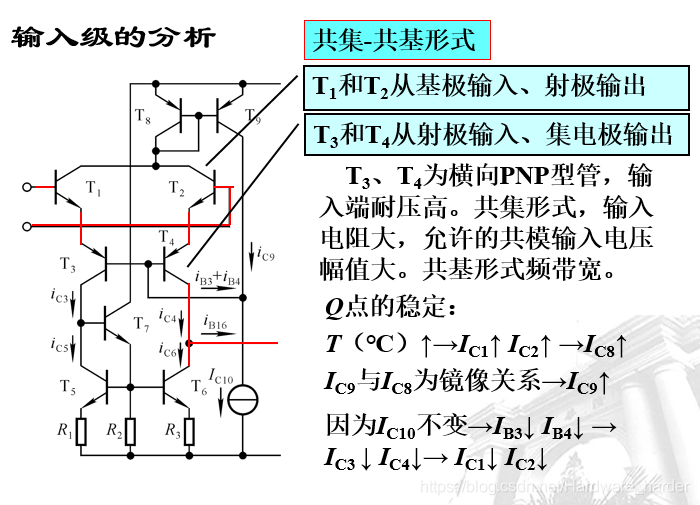 输入级的分析
共集-共基形式
T1和T2从基极输入、射极输出
T3和T4从射极输入、集电极输出
T3、T4为横向PNP型管，输
入端耐压高。共集形式，输入
电阻大，允许的共模输入电压
幅值大。共基形式频带宽。
Q点的稳定：
T（℃）↑→IC1↑ IC2↑ →IC8↑
IC9与IC8为镜像关系→IC9↑
因为IC10不变→IB3↓ IB4↓ →
IC3 ↓ IC4↓→ IC1↓ IC2↓
T8
T9
T1
T2
T3
T4
iC9
iB3+iB4
iC3
iC4
T7
iB16
iC5
iC6
T5
T6
IC10
R1
R2
R3
https://blog.csdn.net/Hardware_harder